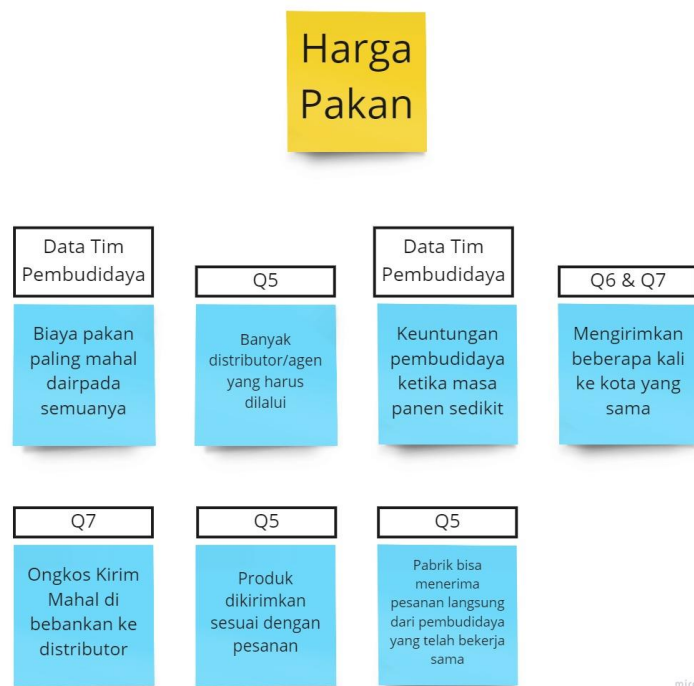 Harga
Pakan
Data Tim
Pembudidaya
Biaya pakan
paling mahal
dairpada
semuanya
Q5
Banyak
distributor/agen
yang harus
dilalui
Data Tim
Pembudidaya
Keuntungan
pembudidaya
ketika masa
panen sedikit
Q6 & Q7
Mengirimkan
beberapa kali
ke kota yang
sama
Q7
Ongkos Kirim
Mahal di
bebankan ke
distributor
Q5
Produk
dikirimkan
sesuai dengan
pesanan
Q5
Pabrik bisa
menerima
pesanan langsung
dari pembudidaya
yang telah bekerja
sama